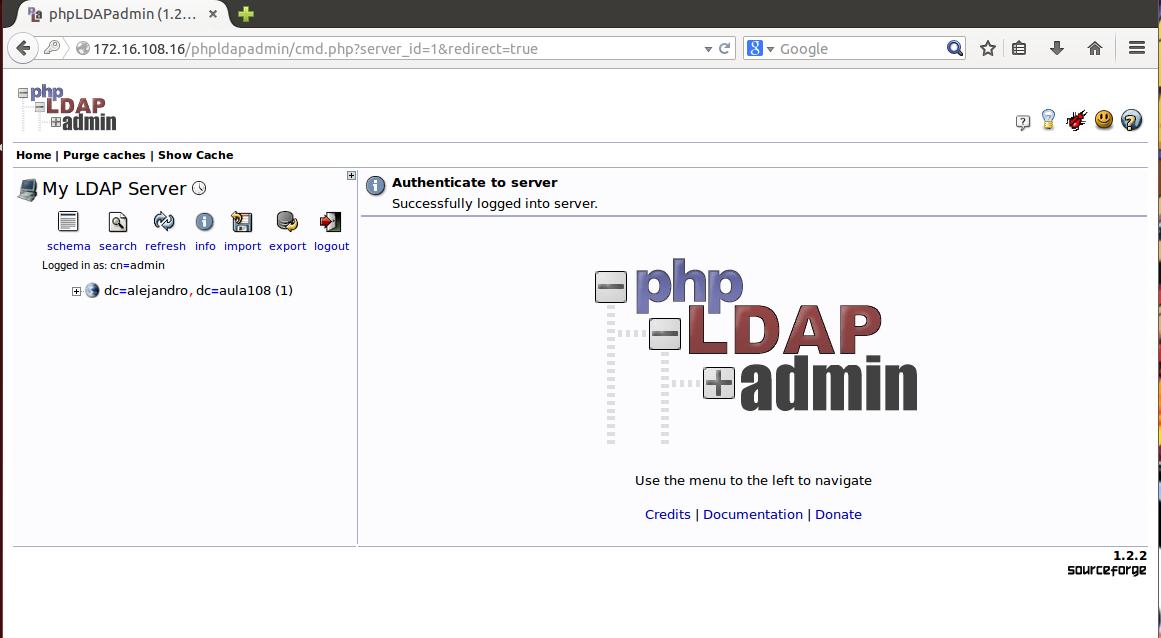 phpLDAPadmin (1.2...
172.16.108.16/phpldapadmin/cmd.php?server_id=1&redirect=true
8 Google
php
LDAP
admin
Home | Purge caches | Show Cache
My LDAP Server
schema search refresh info import export logout
Logged in as: cn=admin
dc=alejandro, dc=aula108 (1)
Authenticate to server
Successfully logged into server.
php
LDAP
admin
Use the menu to the left to navigate
Credits | Documentation | Donate
1.2.2
sourceforge